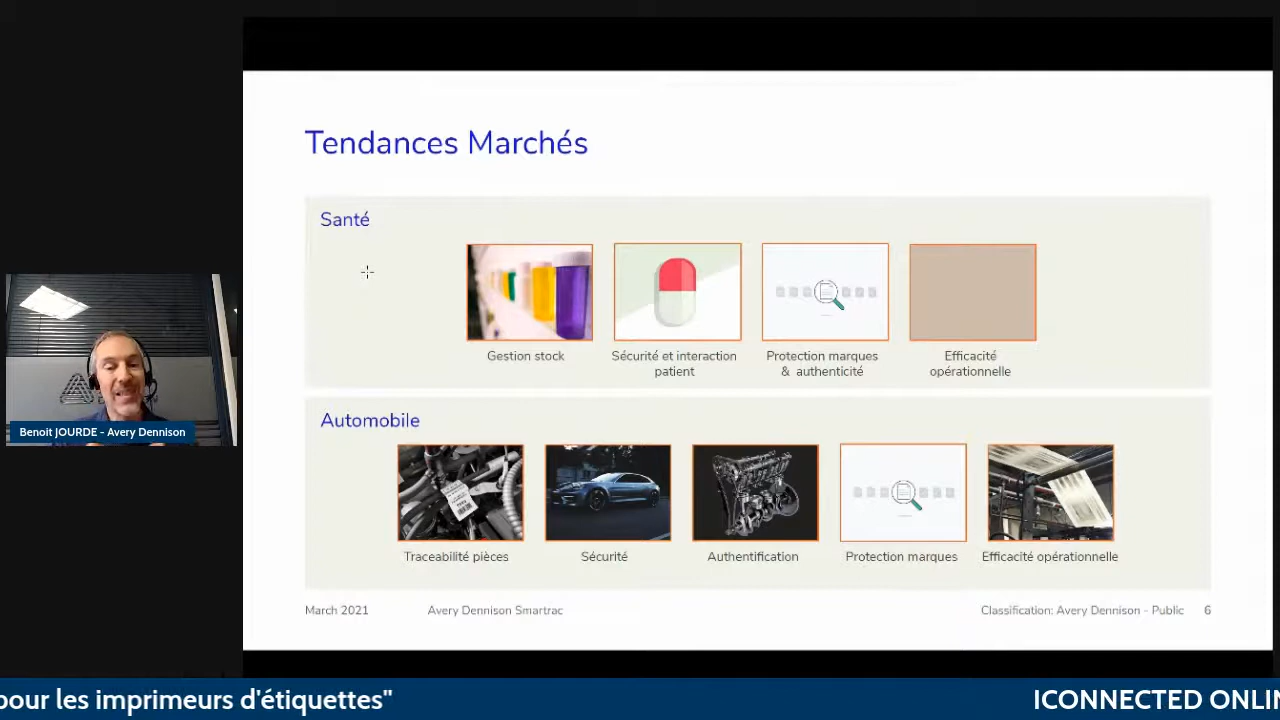 Tendances Marchés
Santé
Gestion stock
Sécurité et interaction
patient
Protection marques
& authenticité
Efficacité
opérationnelle
Automobile
Traceabilité pièces
Sécurité
Authentification
Protection marques
Efficacité opérationnelle
March 2021
Avery Dennison Smartrac
Classification: Avery Dennison - Public
6
Benoit JOURDE - Avery Dennison
pour les imprimeurs d'étiquettes"
ICONNECTED ONLIN